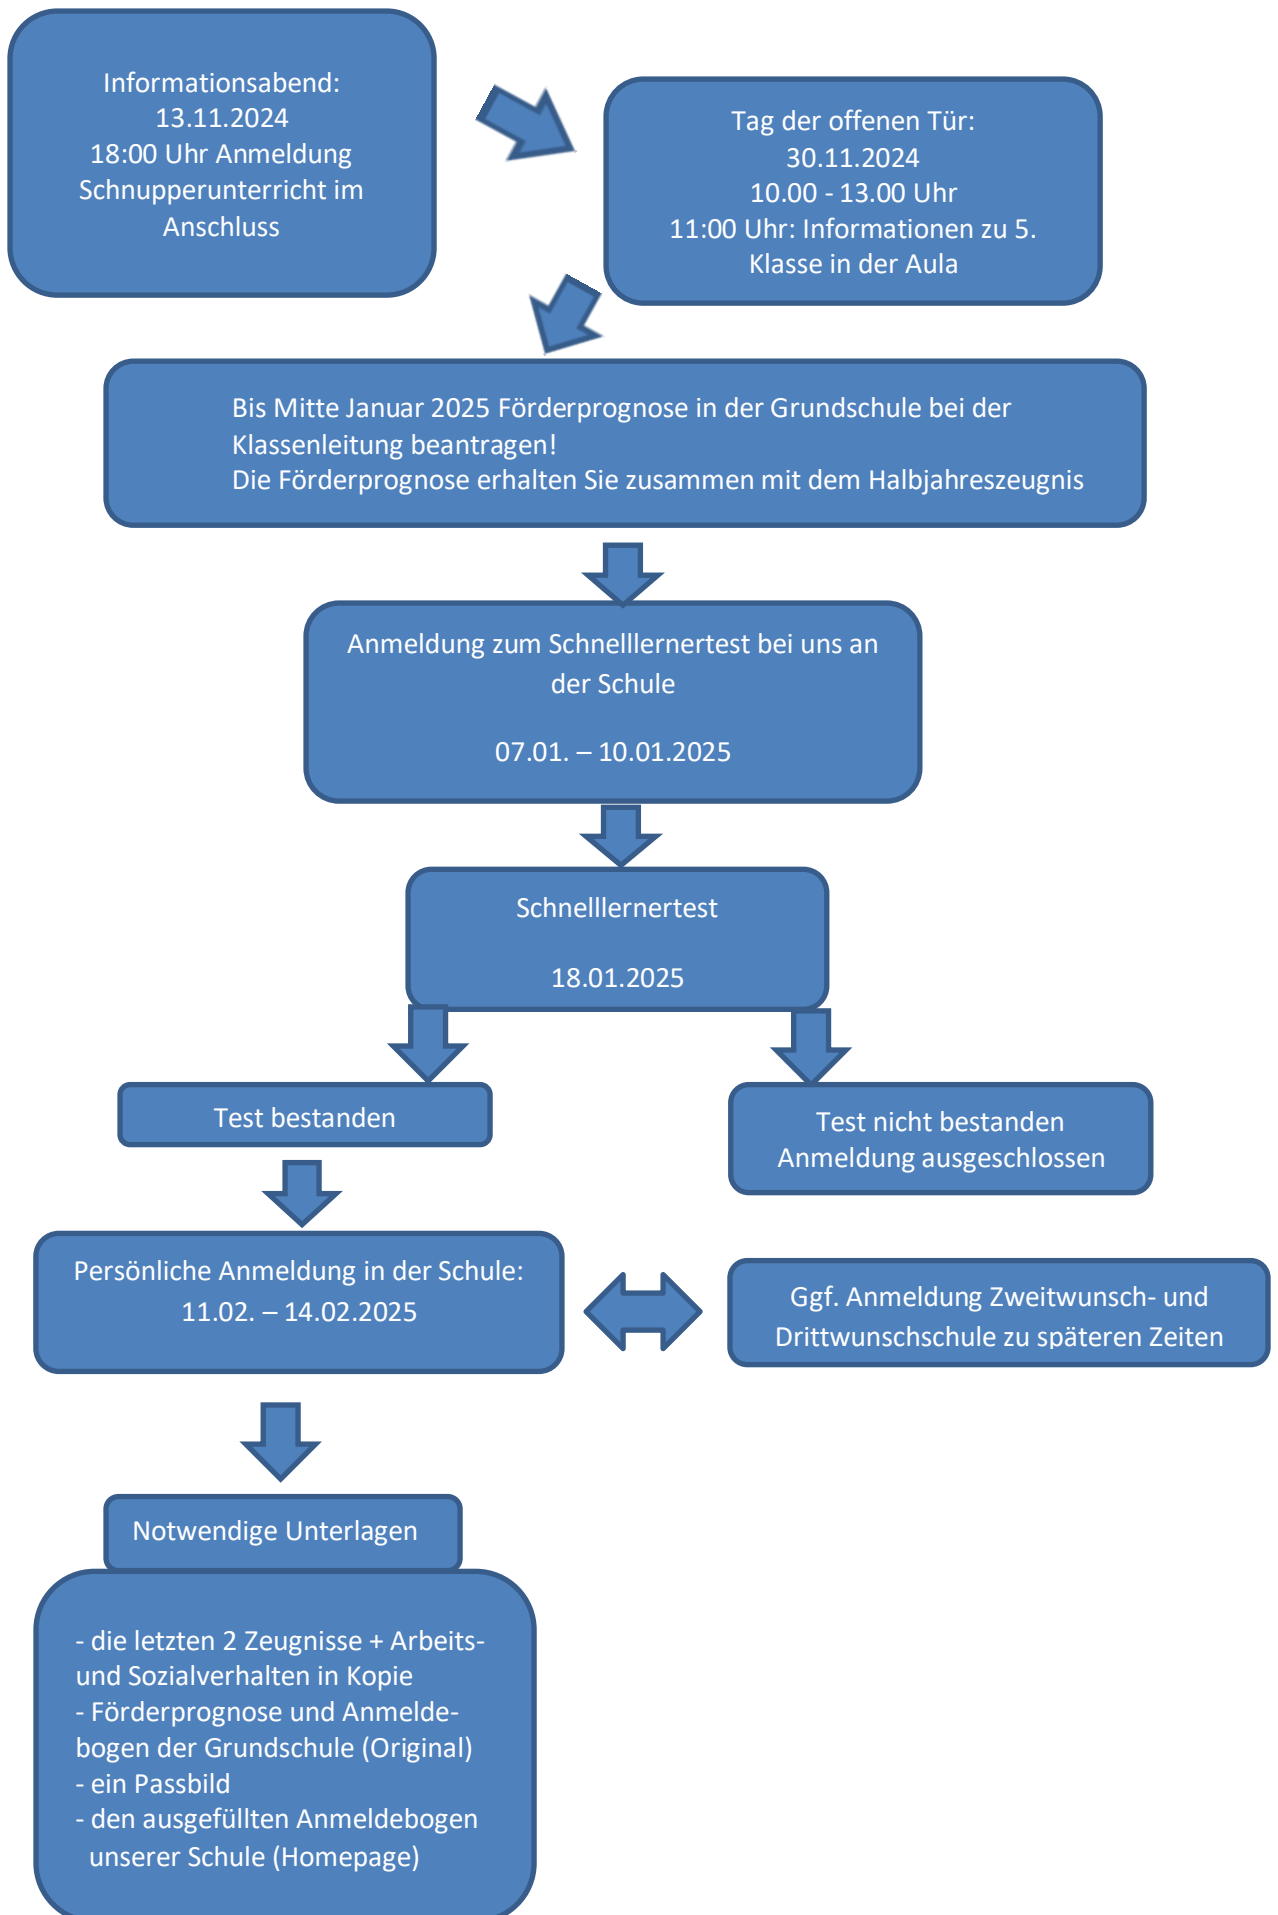 Informationsabend:
13.11.2024
18:00 Uhr Anmeldung
Schnupperunterricht im
Anschluss
Tag der offenen Tür:
30.11.2024
10.00 - 13.00 Uhr
11:00 Uhr: Informationen zu 5.
Klasse in der Aula
Bis Mitte Januar 2025 Förderprognose in der Grundschule bei der
Klassenleitung beantragen!
Die Förderprognose erhalten Sie zusammen mit dem Halbjahreszeugnis
Anmeldung zum Schnelllernertest bei uns an
der Schule
07.01. – 10.01.2025
Schnelllernertest
18.01.2025
Test bestanden
Test nicht bestanden
Anmeldung ausgeschlossen
Persönliche Anmeldung in der Schule:
11.02. – 14.02.2025
Ggf. Anmeldung Zweitwunsch- und
Drittwunschschule zu späteren Zeiten
Notwendige Unterlagen
- die letzten 2 Zeugnisse + Arbeits-
und Sozialverhalten in Kopie
- Förderprognose und Anmelde-
bogen der Grundschule (Original)
- ein Passbild
- den ausgefüllten Anmeldebogen
unserer Schule (Homepage)